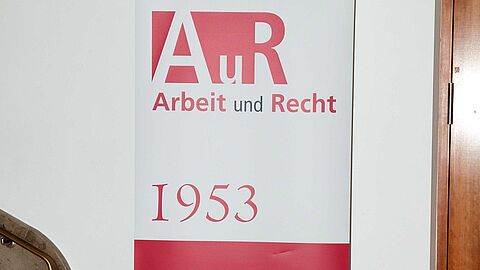 AuR
Arbeit und Recht
1953